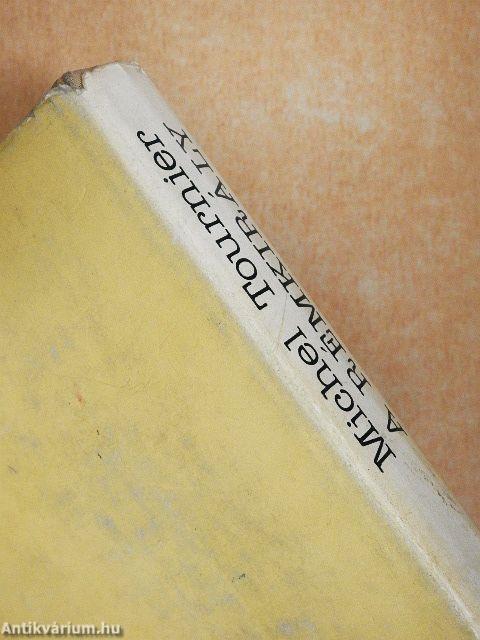 Michel Tournier
A RÉMKIRÁLY
Antikvárium.hu